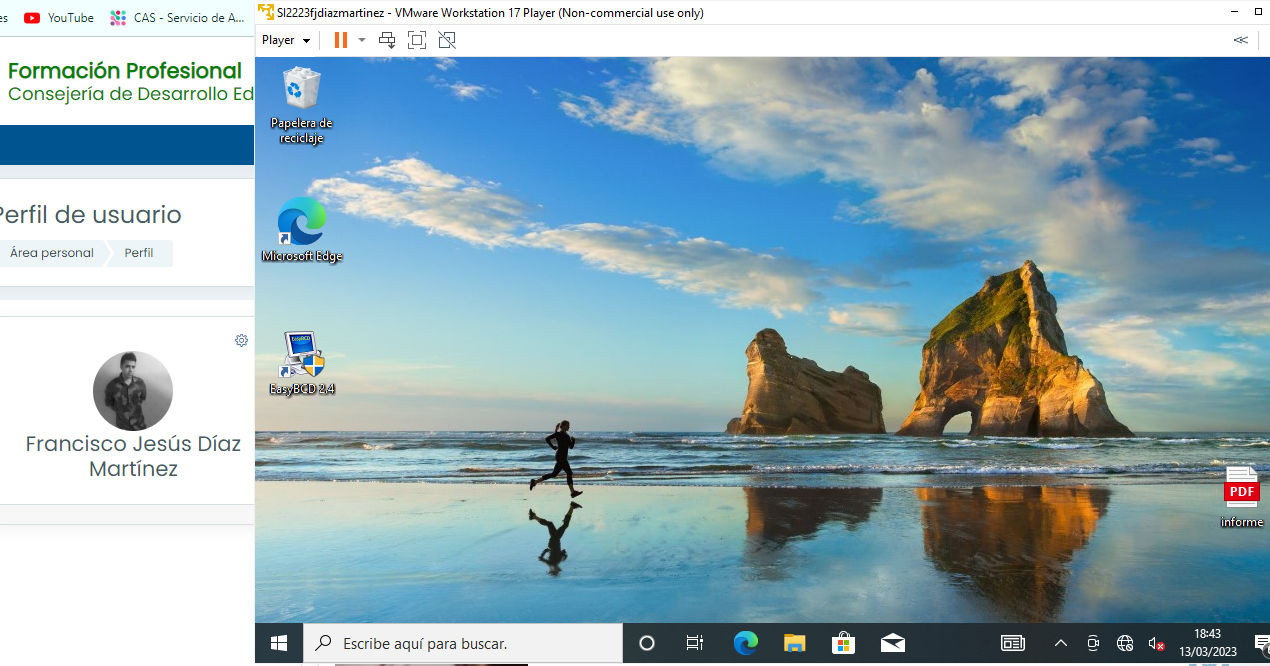 es
YouTube
CAS - Servicio de A...
SI2223fjdiazmartinez - VMware Workstation 17 Player (Non-commercial use only)
Player
Formación Profesional
Consejería de Desarrollo Ed
Perfil de usuario
Área personal
Perfil
Francisco Jesús Díaz
Martínez
Papelera de
reciclaje
Microsoft Edge
EasyBCD
EasyBCD 2.4
PDF
informe
Escribe aquí para buscar.
18:43
13/03/2023